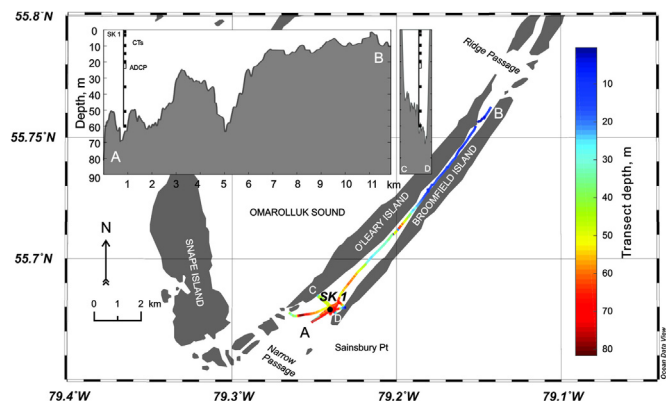 55.8°N
55.75°N
55.7°N
79.4°W
79.3°W
79.2°W
79.1°W
Depth, m
0
10
20
30
40
50
60
70
80
90
SK 1
CTs
ADCP
A
B
1
2
3
4
5
6
7
8
9
10
11
km
C
D
Ridge Passage
B
O'LEARY ISLAND
BROOMFIELD ISLAND
OMAROLLUK SOUND
SNAPE ISLAND
N
0
1
2 km
C
SK 1
D
A
Narrow
Passage
Sainsbury Pt
10
20
30
40
50
60
70
80
Transect depth, m
Ocean Data View